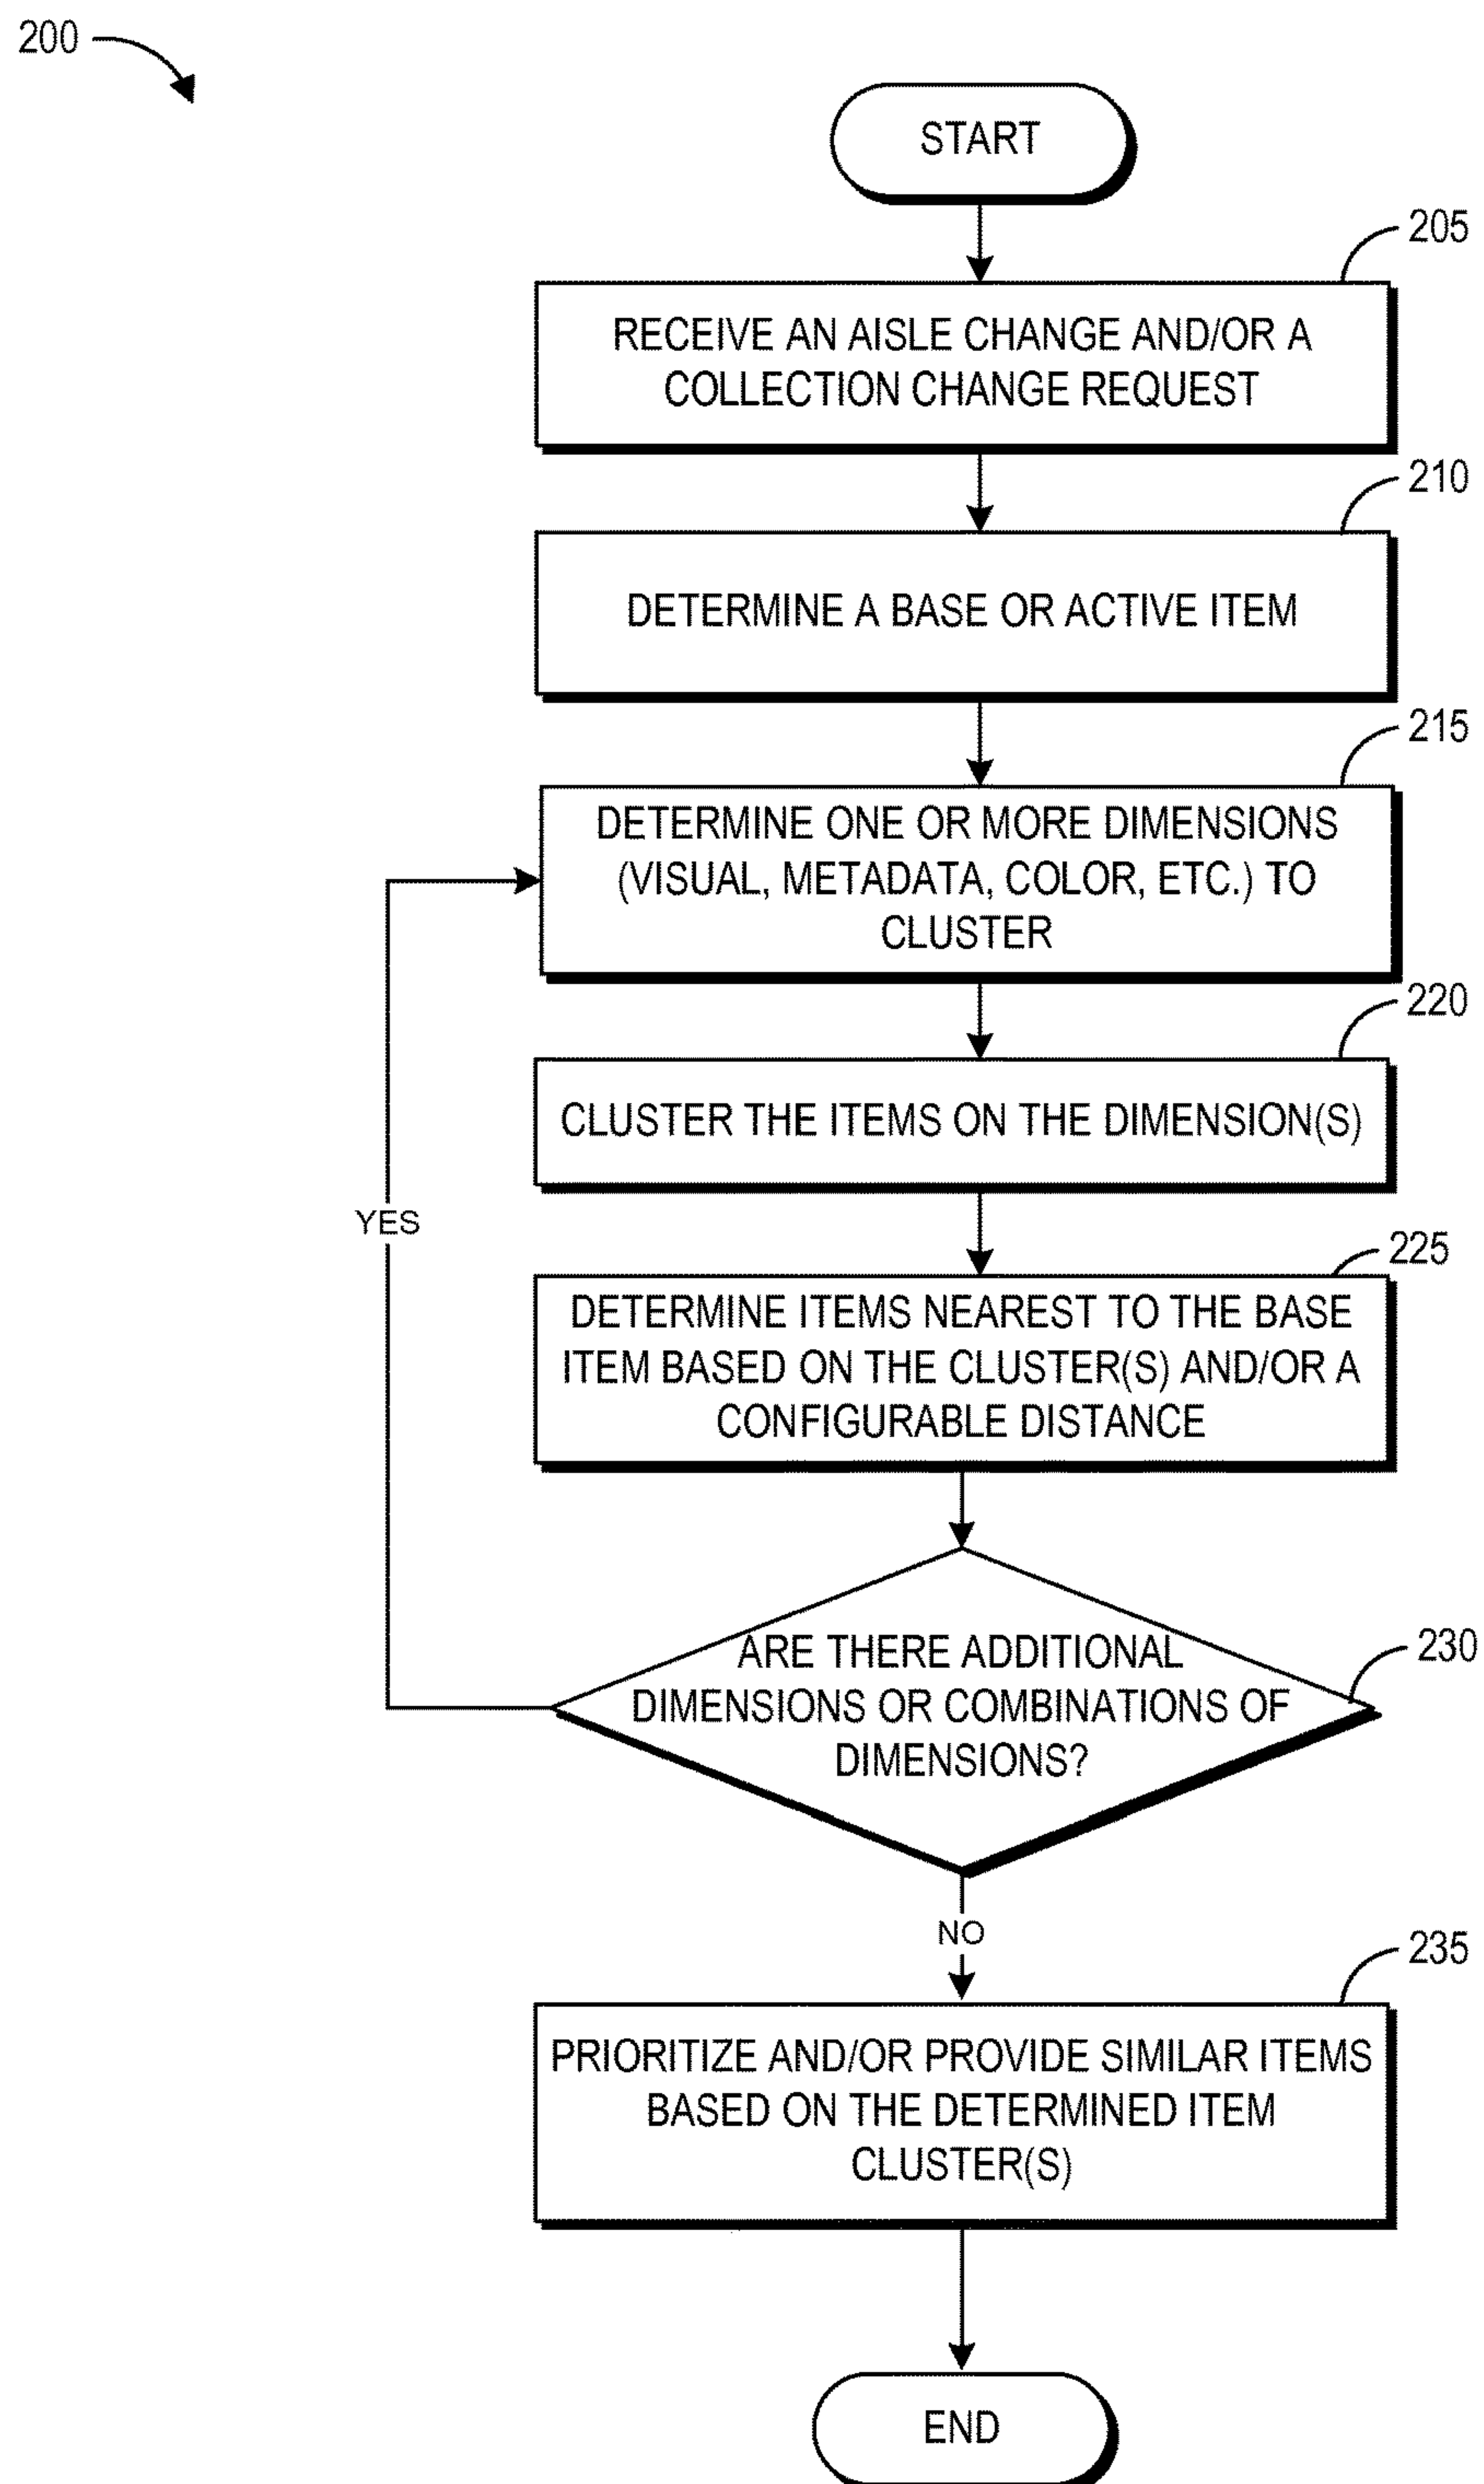 200
START
205
RECEIVE AN AISLE CHANGE AND/OR A
COLLECTION CHANGE REQUEST
210
DETERMINE A BASE OR ACTIVE ITEM
215
DETERMINE ONE OR MORE DIMENSIONS
(VISUAL, METADATA, COLOR, ETC.) TO
CLUSTER
220
CLUSTER THE ITEMS ON THE DIMENSION(S)
YES
225
DETERMINE ITEMS NEAREST TO THE BASE
ITEM BASED ON THE CLUSTER(S) AND/OR A
CONFIGURABLE DISTANCE
230
ARE THERE ADDITIONAL
DIMENSIONS OR COMBINATIONS OF
DIMENSIONS?
NO
235
PRIORITIZE AND/OR PROVIDE SIMILAR ITEMS
BASED ON THE DETERMINED ITEM
CLUSTER(S)
END